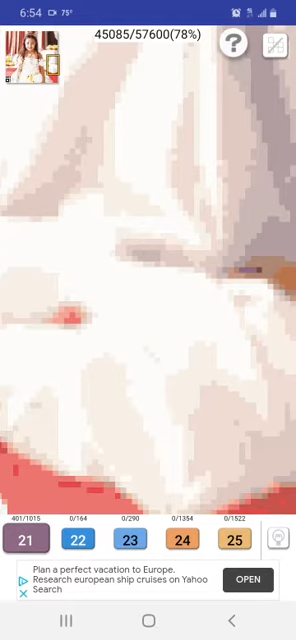 6:54 75°
45085/57600(78%)
?
401/1015 0/164 0/290 0/1354 0/1522
21 22 23 24 25
Plan a perfect vacation to Europe.
Research european ship cruises on Yahoo
Search
OPEN